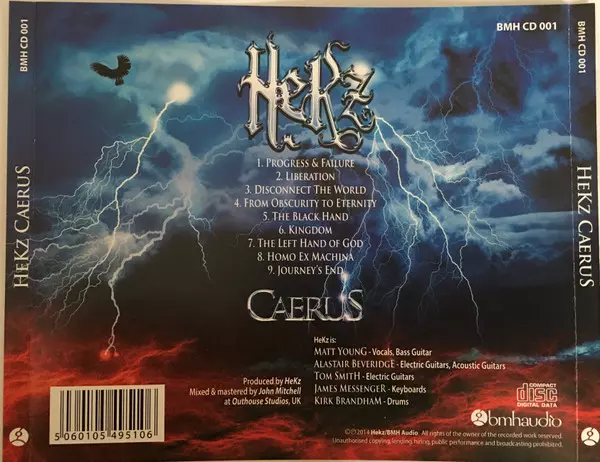 BMH CD 001
BMH CD 001
BMH CD 001
HeKz
1. Progress & Failure
2. Liberation
3. Disconnect The World
4. From Obscurity to Eternity
5. The Black Hand
6. Kingdom
7. The Left Hand of God
8. Homo Ex Machina
9. Journey's End
CAERUS
HeKz CaeruS
HeKz CaeruS
HeKz is:
Matt Young - Vocals, Bass Guitar
Alastair Beveridge - Electric Guitars, Acoustic Guitars
Tom Smith - Electric Guitars
James Messenger - Keyboards
Kirk Brandham - Drums
Produced by HeKz
Mixed & mastered by John Mitchell
at Outhouse Studios, UK
5 060105 495106
COMPACT
disc
DIGITAL DATA
bmhaudio
℗ © 2014 Hekz/BMH Audio All rights of the owner of the recorded work reserved.
Unauthorised copying, lending, hiring, public performance and broadcasting prohibited.